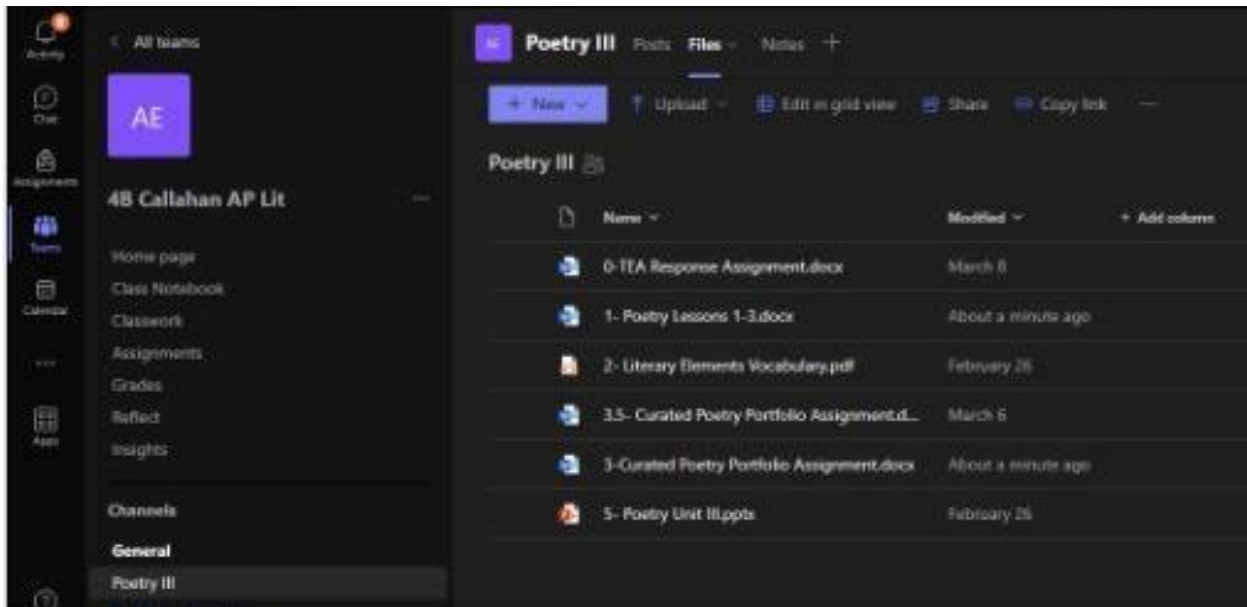 Activity
Chat
Assignments
Teams
Calendar
...
Apps
< All teams
AE
4B Callahan AP Lit
...
Home page
Class Notebook
Classwork
Assignments
Grades
Reflect
Insights
Channels
General
Poetry III
AE Poetry III Posts Files Notes +
+ New Upload Edit in grid view Share Copy link ...
Poetry III
Name Modified + Add column
0-TEA Response Assignment.docx March 8
1- Poetry Lessons 1-3.docx About a minute ago
2- Literary Elements Vocabulary.pdf February 26
3.5- Curated Poetry Portfolio Assignment.d... March 6
3-Curated Poetry Portfolio Assignment.docx About a minute ago
5- Poetry Unit III.pptx February 26